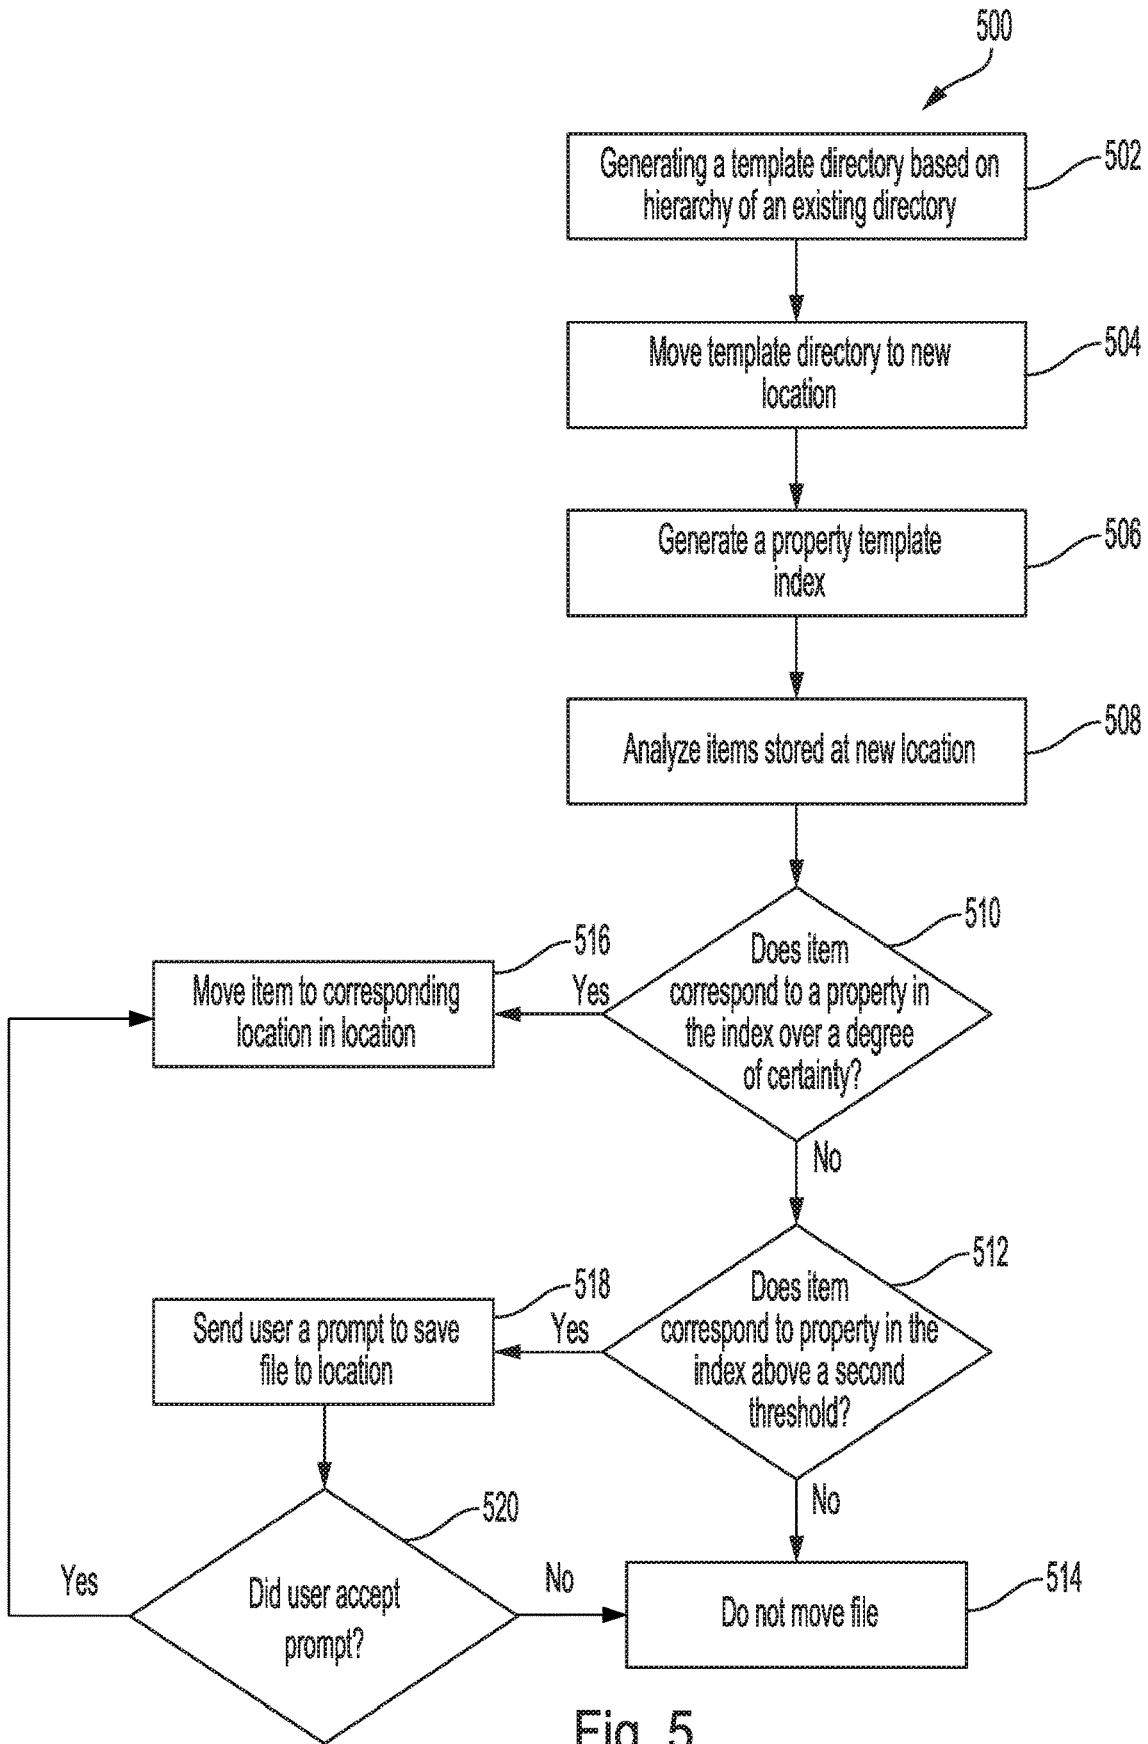 500
Generating a template directory based on
hierarchy of an existing directory
502
Move template directory to new
location
504
Generate a property template
index
506
Analyze items stored at new location
508
Does item
correspond to a property in
the index over a degree
of certainty?
510
Yes
Move item to corresponding
location in location
516
No
Does item
correspond to property in the
index above a second
threshold?
512
Yes
Send user a prompt to save
file to location
518
No
Did user accept
prompt?
520
Yes
No
Do not move file
514
Fig. 5